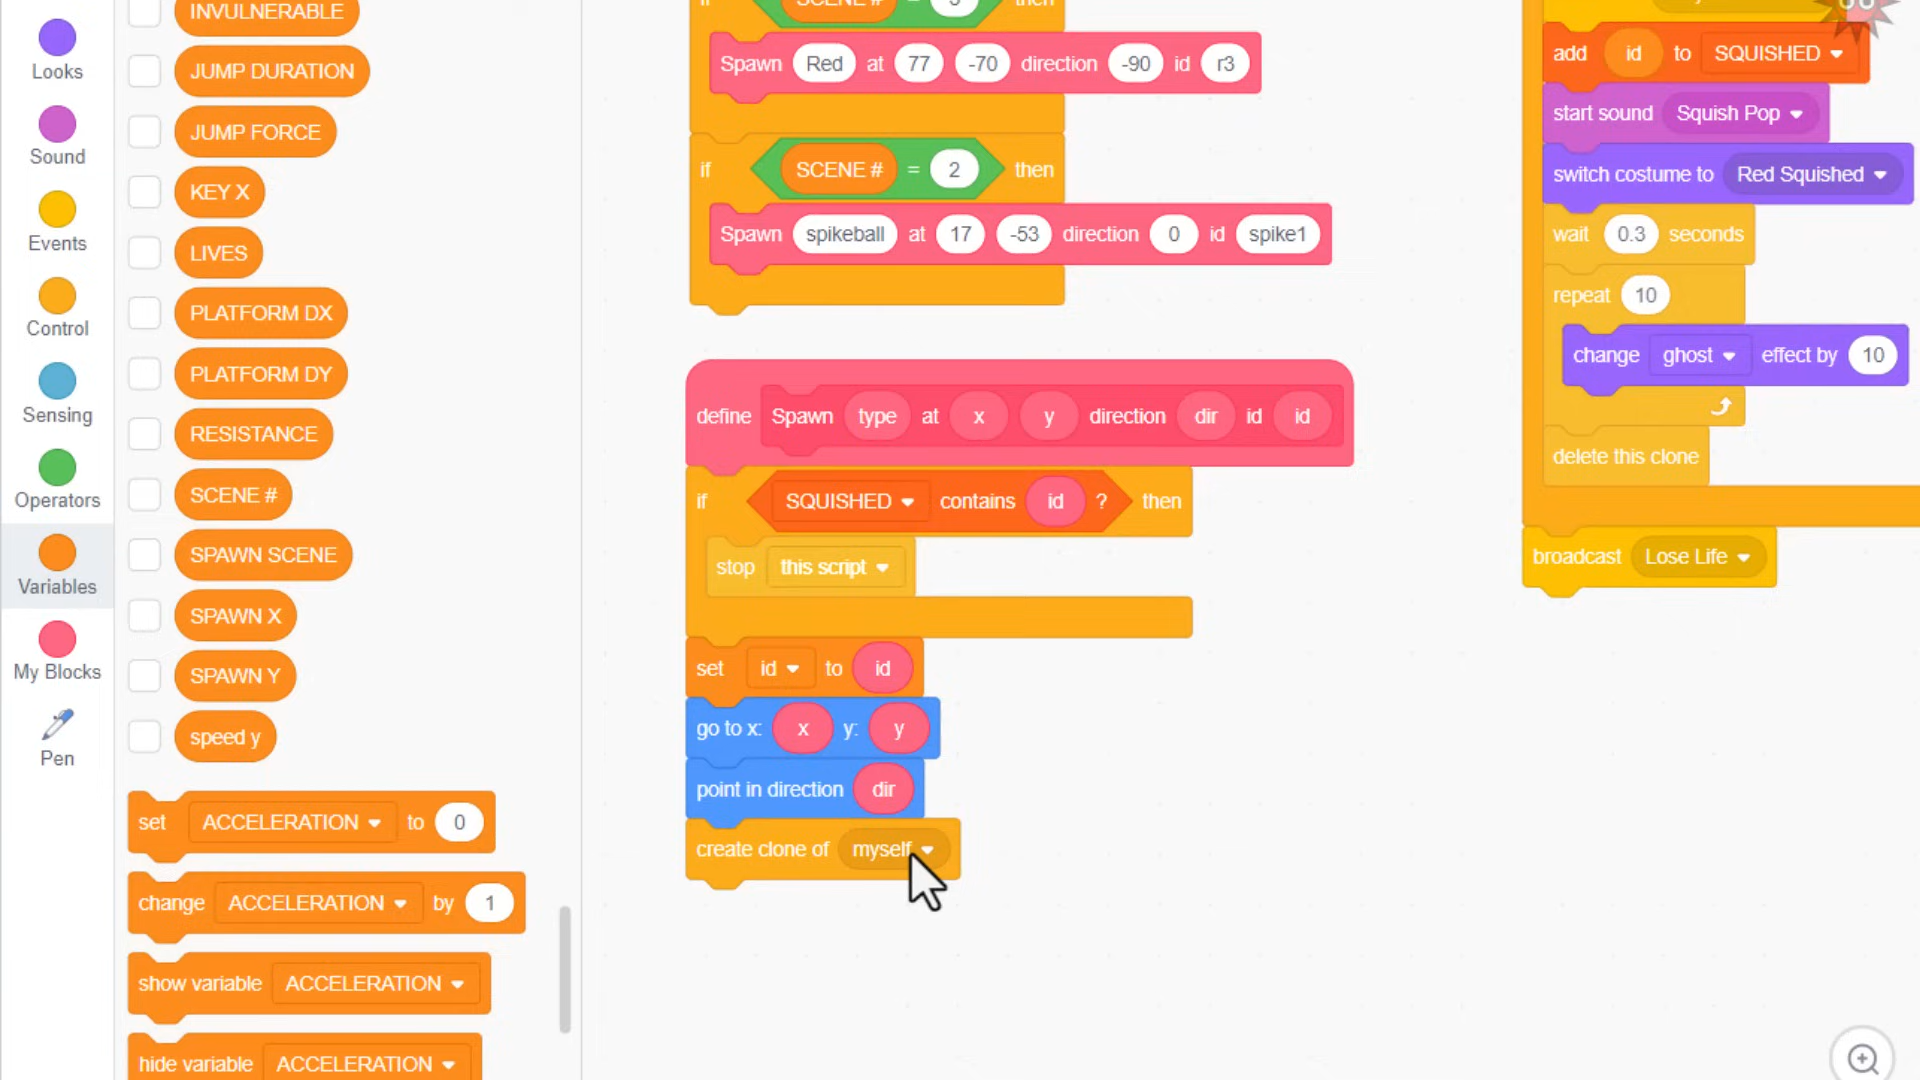 Looks
Sound
Events
Control
Sensing
Operators
Variables
My Blocks
Pen
INVULNERABLE
JUMP DURATION
JUMP FORCE
KEY X
LIVES
PLATFORM DX
PLATFORM DY
RESISTANCE
SCENE #
SPAWN SCENE
SPAWN X
SPAWN Y
speed y
set ACCELERATION to 0
change ACCELERATION by 1
show variable ACCELERATION
hide variable ACCELERATION
if SCENE # = then
Spawn Red at 77 -70 direction -90 id r3
if SCENE # = 2 then
Spawn spikeball at 17 -53 direction 0 id spike1
define Spawn type at x y direction dir id id
if SQUISHED contains id ? then
stop this script
set id to id
go to x: x y: y
point in direction dir
create clone of myself
add id to SQUISHED
start sound Squish Pop
switch costume to Red Squished
wait 0.3 seconds
repeat 10
change ghost effect by 10
delete this clone
broadcast Lose Life